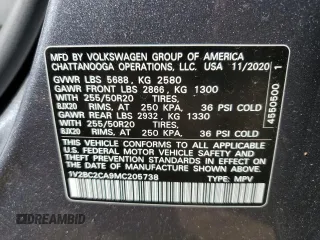 MFD. BY VOLKSWAGEN GROUP OF AMERICA
CHATTANOOGA OPERATIONS, LLC. USA 11/2020 1
GVWR LBS 5688, KG 2580
GAWR FRONT LBS 2866, KG 1300
WITH 255/50R20 TIRES,
8JX20 RIMS, AT 250 KPA, 36 PSI COLD
GAWR REAR LBS 2932, KG 1330
WITH 255/50R20 TIRES,
8JX20 RIMS, AT 250 KPA, 36 PSI COLD
THIS VEHICLE CONFORMS TO ALL APPLICABLE
U.S. FEDERAL MOTOR VEHICLE SAFETY AND
THEFT PREVENTION STANDARDS IN EFFECT ON
THE DATE OF MANUFACTURE SHOWN ABOVE.
1V2BC2CA9MC205738 TYPE: MPV
4550500
DREAMBID